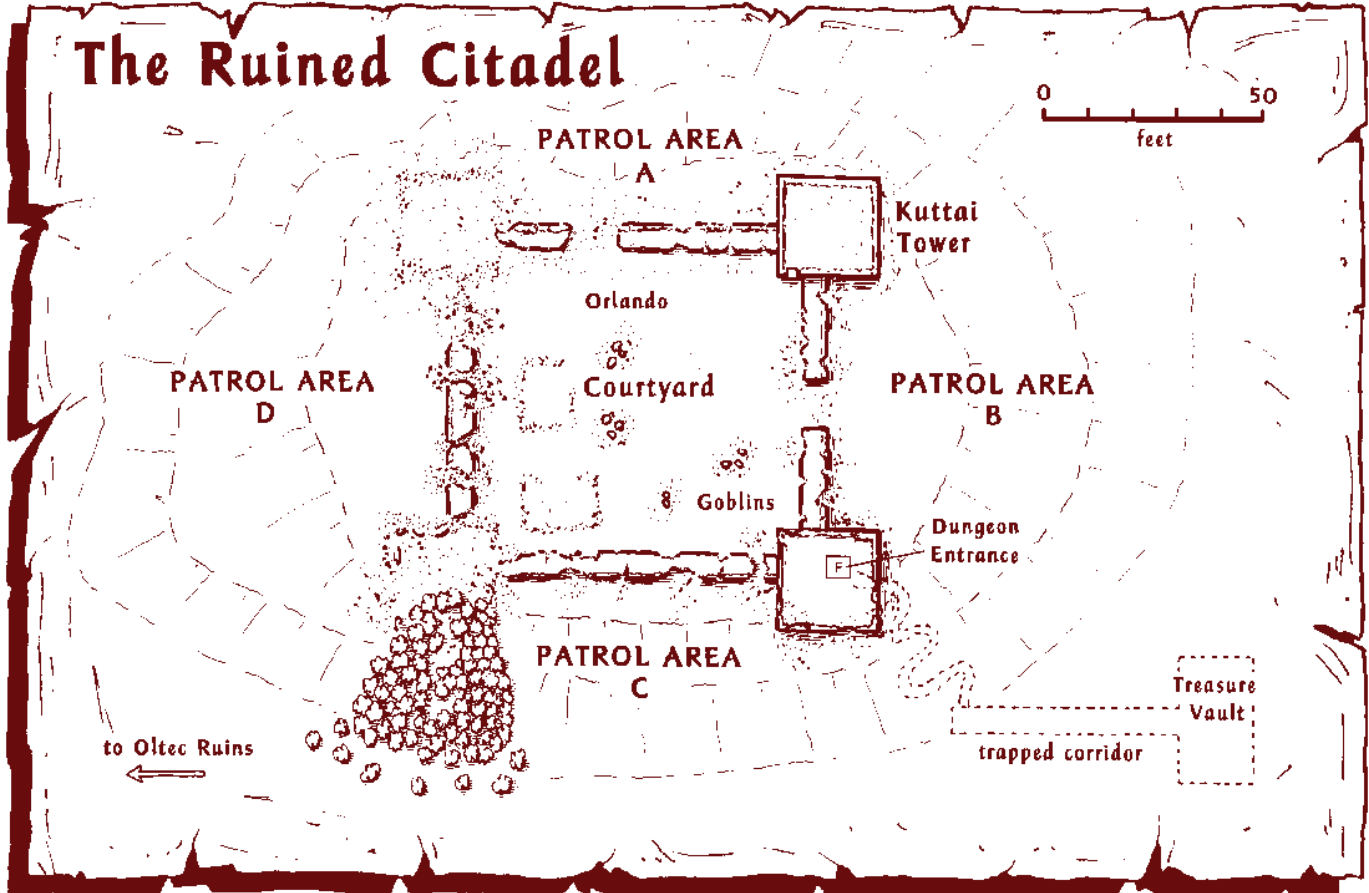 The Ruined Citadel
0 50
feet
PATROL AREA
A
Kuttai
Tower
Orlando
PATROL AREA
D
Courtyard
PATROL AREA
B
8 Goblins
Dungeon
Entrance
F
PATROL AREA
C
Treasure
Vault
to Oltec Ruins
trapped corridor